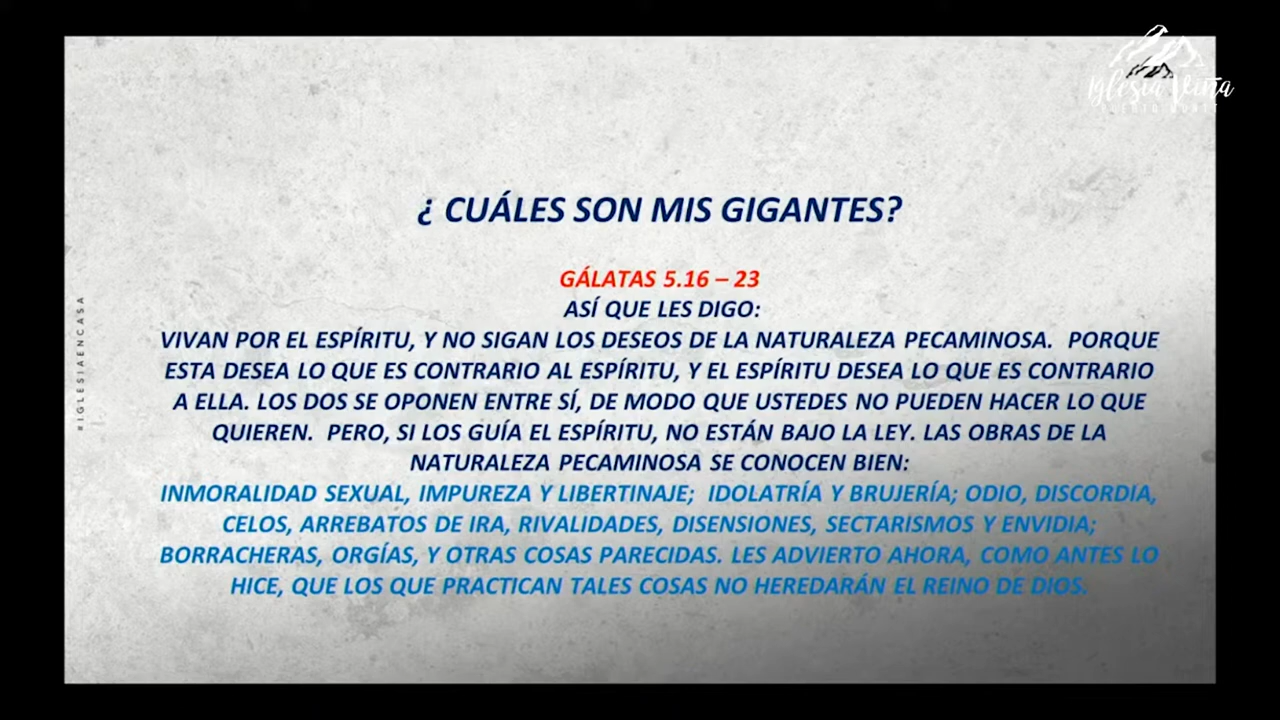 Iglesia Viña
¿ CUÁLES SON MIS GIGANTES?
GÁLATAS 5.16 – 23
ASÍ QUE LES DIGO:
VIVAN POR EL ESPÍRITU, Y NO SIGAN LOS DESEOS DE LA NATURALEZA PECAMINOSA. PORQUE
ESTA DESEA LO QUE ES CONTRARIO AL ESPÍRITU, Y EL ESPÍRITU DESEA LO QUE ES CONTRARIO
A ELLA. LOS DOS SE OPONEN ENTRE SÍ, DE MODO QUE USTEDES NO PUEDEN HACER LO QUE
QUIEREN. PERO, SI LOS GUÍA EL ESPÍRITU, NO ESTÁN BAJO LA LEY. LAS OBRAS DE LA
NATURALEZA PECAMINOSA SE CONOCEN BIEN:
INMORALIDAD SEXUAL, IMPUREZA Y LIBERTINAJE; IDOLATRÍA Y BRUJERÍA; ODIO, DISCORDIA,
CELOS, ARREBATOS DE IRA, RIVALIDADES, DISENSIONES, SECTARISMOS Y ENVIDIA;
BORRACHERAS, ORGÍAS, Y OTRAS COSAS PARECIDAS. LES ADVIERTO AHORA, COMO ANTES LO
HICE, QUE LOS QUE PRACTICAN TALES COSAS NO HEREDARÁN EL REINO DE DIOS.
#IGLESIAENCASA